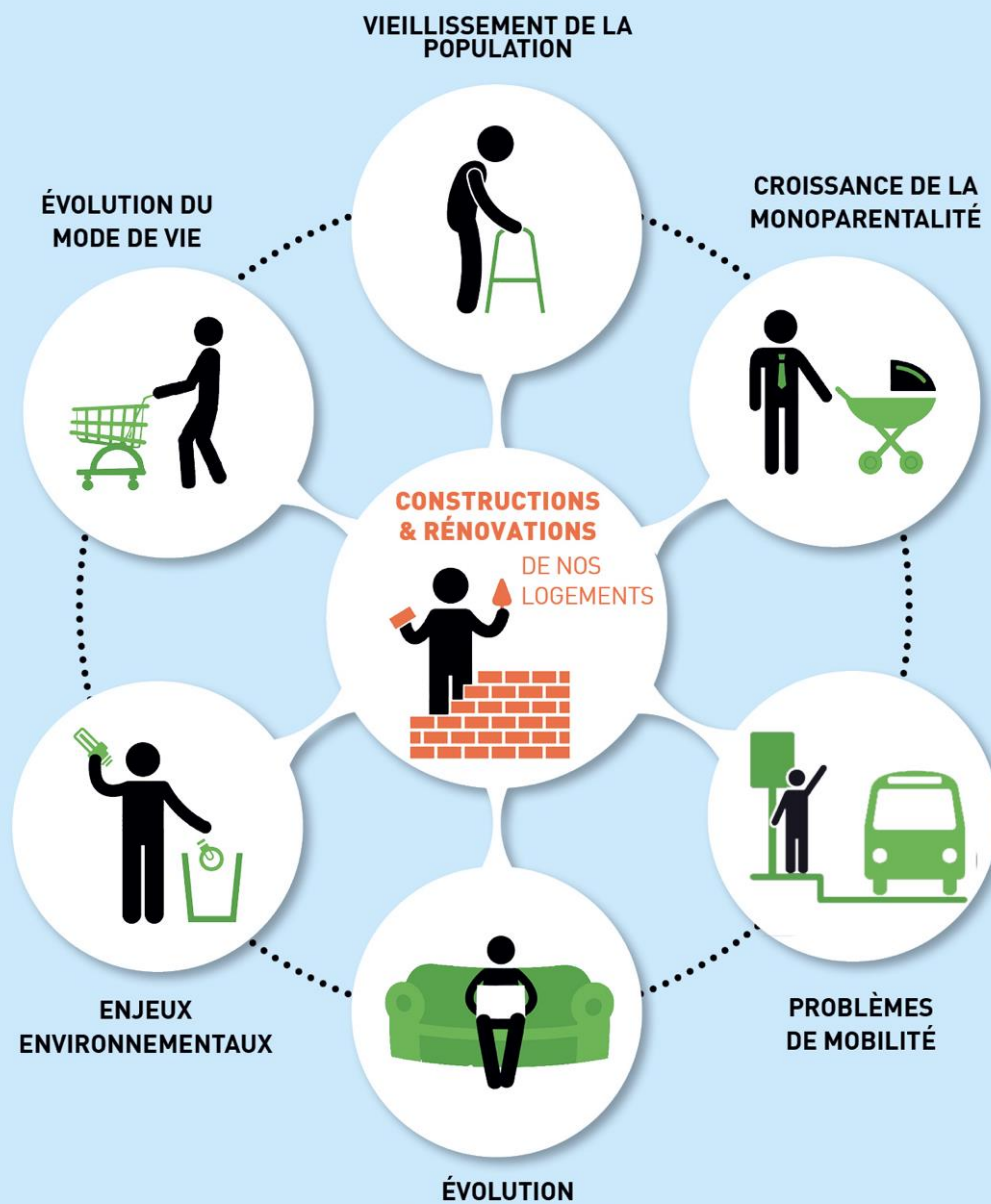 VIEILLISSEMENT DE LA
POPULATION
CROISSANCE DE LA
MONOPARENTALITÉ
ÉVOLUTION DU
MODE DE VIE
CONSTRUCTIONS
& RÉNOVATIONS
DE NOS
LOGEMENTS
ENJEUX
ENVIRONNEMENTAUX
PROBLÈMES
DE MOBILITÉ
ÉVOLUTION